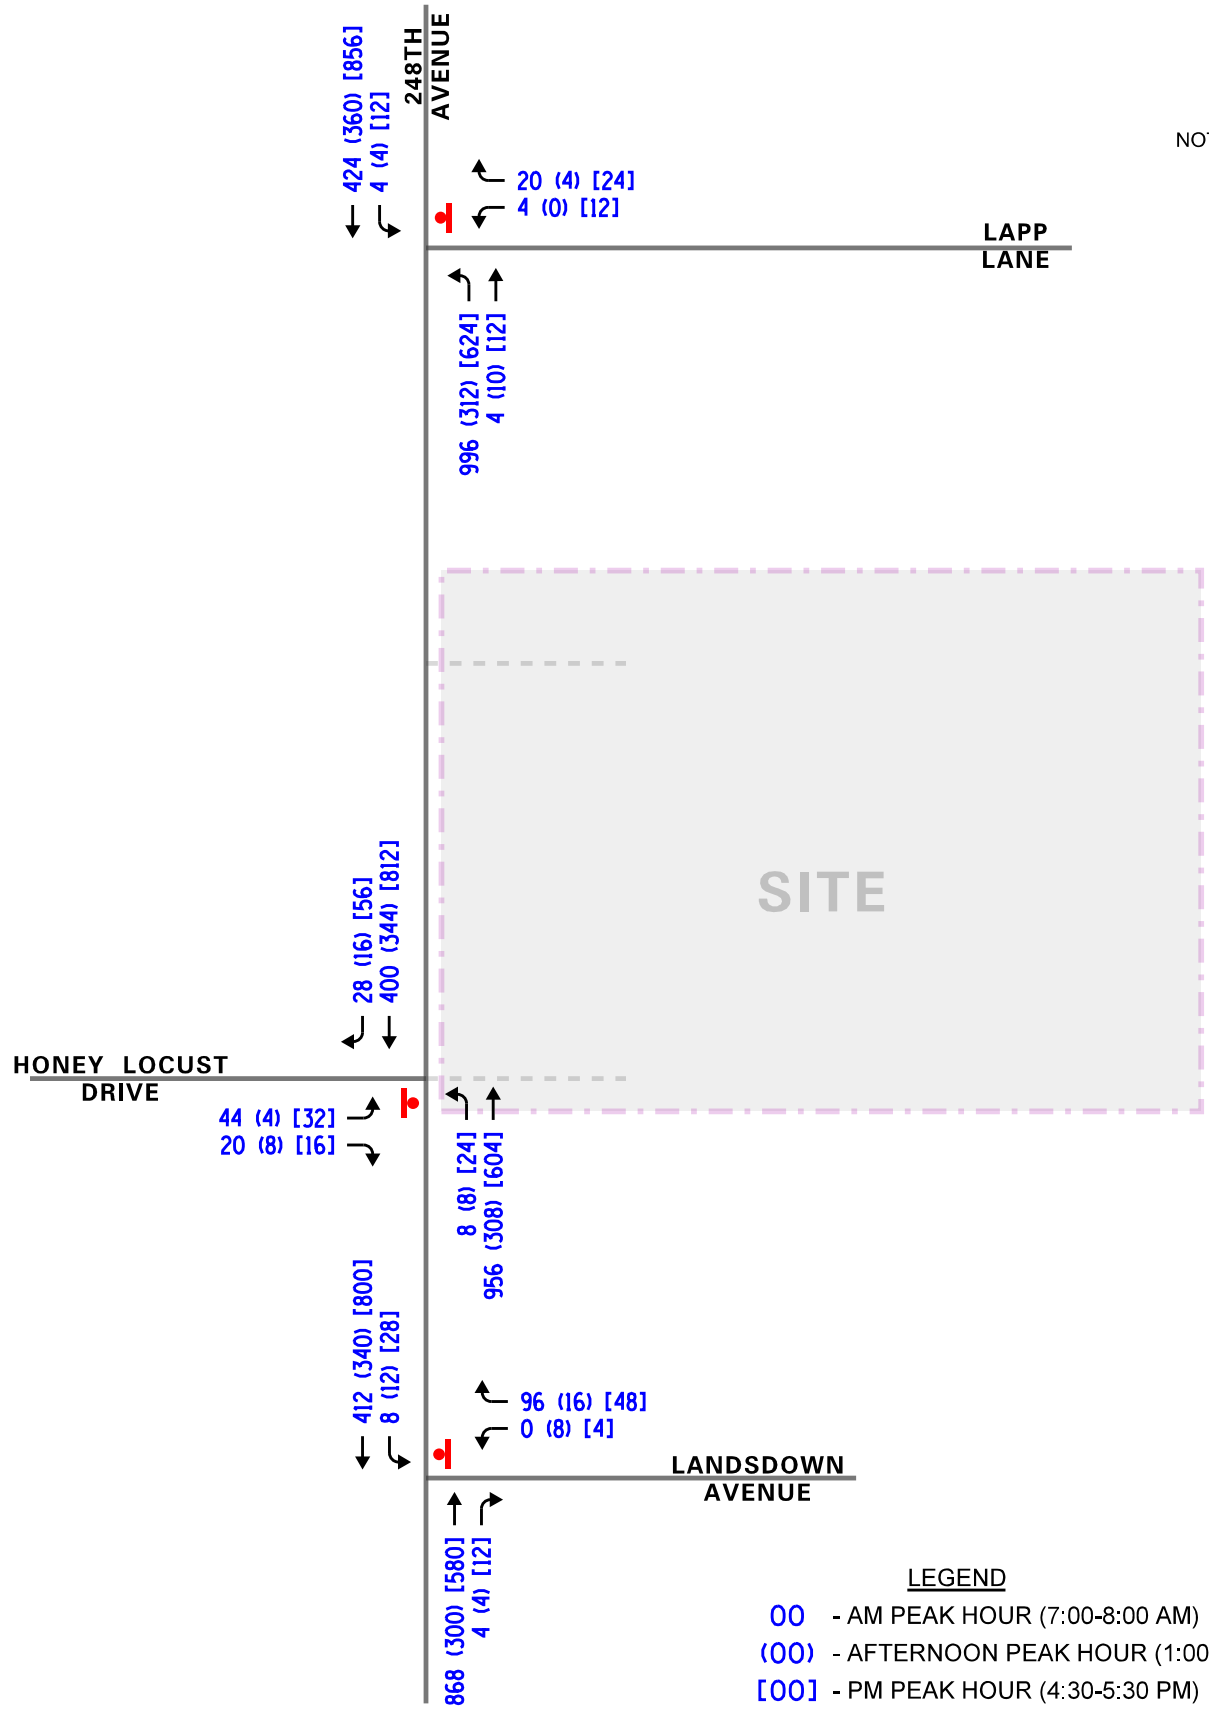 248TH
AVENUE
424 (360) [856]
4 (4) [12]
NOT
20 (4) [24]
4 (0) [12]
LAPP
LANE
996 (312) [624]
4 (10) [12]
SITE
28 (16) [56]
400 (344) [812]
HONEY LOCUST
DRIVE
44 (4) [32]
20 (8) [16]
8 (8) [24]
956 (308) [604]
412 (340) [800]
8 (12) [28]
96 (16) [48]
0 (8) [4]
LANDSDOWN
AVENUE
868 (300) [580]
4 (4) [12]
LEGEND
00 - AM PEAK HOUR (7:00-8:00 AM)
(00) - AFTERNOON PEAK HOUR (1:00
[00] - PM PEAK HOUR (4:30-5:30 PM)